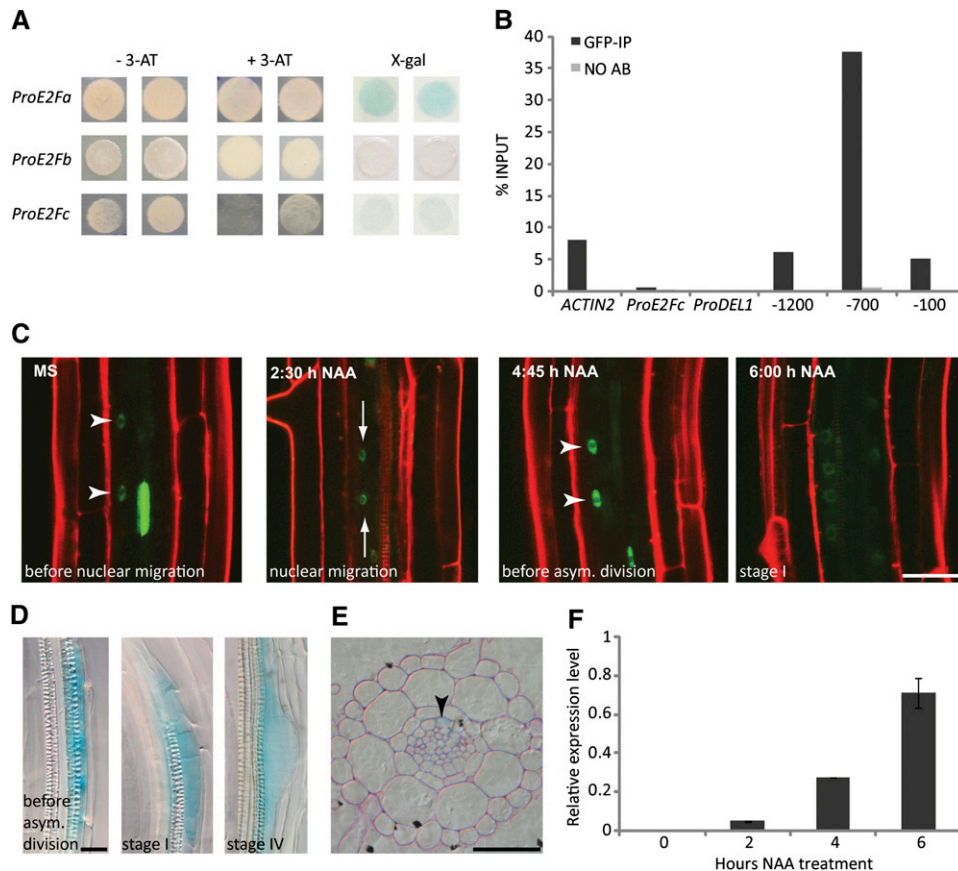 A
- 3-AT
+ 3-AT
X-gal
ProE2Fa
ProE2Fb
ProE2Fc
B
40
35
30
25
20
15
10
5
0
% INPUT
GFP-IP
NO AB
ACTIN2
ProE2Fc
ProDEL1
-1200
-700
-100
C
MS
before nuclear migration
2:30 h NAA
nuclear migration
4:45 h NAA
before asym. division
6:00 h NAA
stage I
D
before
asym.
division
stage I
stage IV
E
F
1
0.8
0.6
0.4
0.2
0
Relative expression level
0
2
4
6
Hours NAA treatment